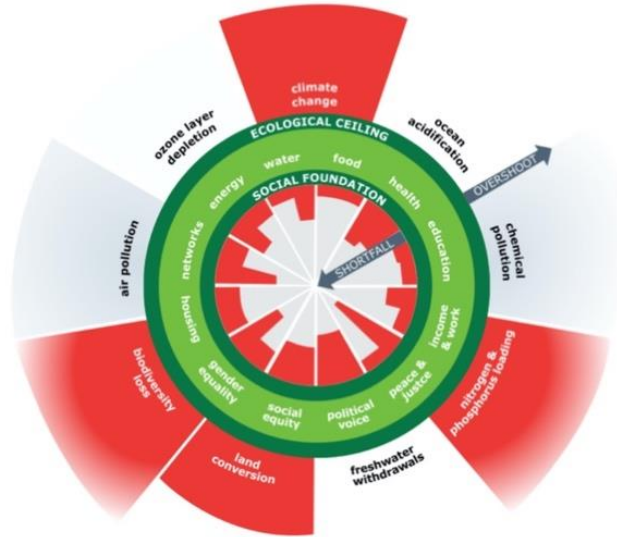 climate
change
ozone layer
depletion
ECOLOGICAL CEILING
ocean
acidification
OVERSHOOT
water
food
energy
health
SOCIAL FOUNDATION
networks
education
SHORTFALL
air pollution
chemical
pollution
housing
income
& work
biodiversity
loss
gender
equality
social
equity
political
voice
peace &
justce
nitrogen &
phosphorus loading
land
conversion
freshwater
withdrawals